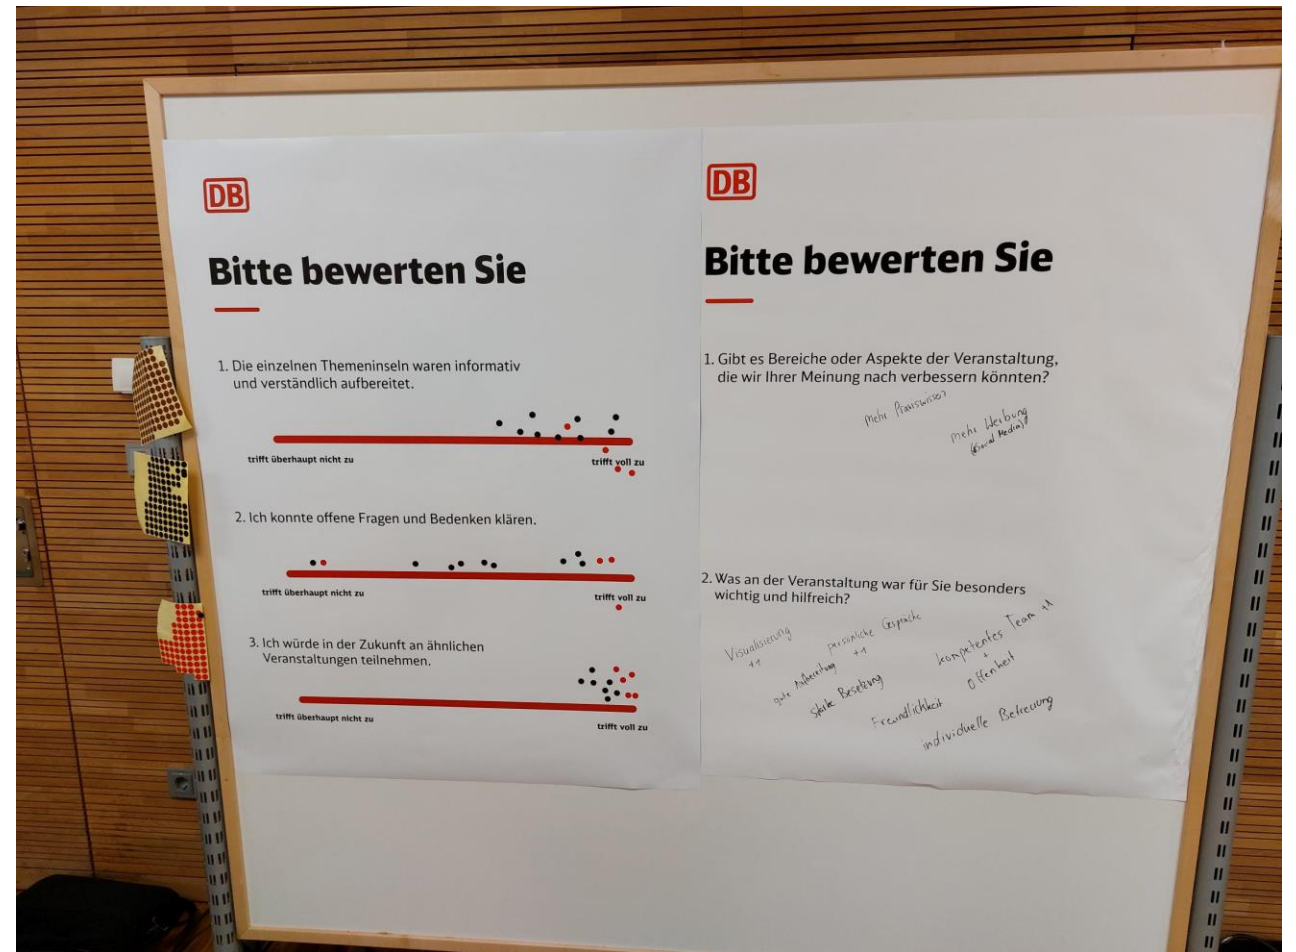 DB
Bitte bewerten Sie
1. Die einzelnen Themeninseln waren informativ
und verständlich aufbereitet.
trifft überhaupt nicht zu
trifft voll zu
2. Ich konnte offene Fragen und Bedenken klären.
trifft überhaupt nicht zu
trifft voll zu
3. Ich würde in der Zukunft an ähnlichen
Veranstaltungen teilnehmen.
trifft überhaupt nicht zu
trifft voll zu
DB
Bitte bewerten Sie
1. Gibt es Bereiche oder Aspekte der Veranstaltung,
die wir Ihrer Meinung nach verbessern könnten?
Mehr Praxiswissen
mehr Werbung
(Social Media)
2. Was an der Veranstaltung war für Sie besonders
wichtig und hilfreich?
Visualisierung
++
persönliche Gespräche
++
kompetentes Team +1
+
Offenheit
gute Aufbereitung
starke Besetzung
Freundlichkeit
individuelle Betreuung